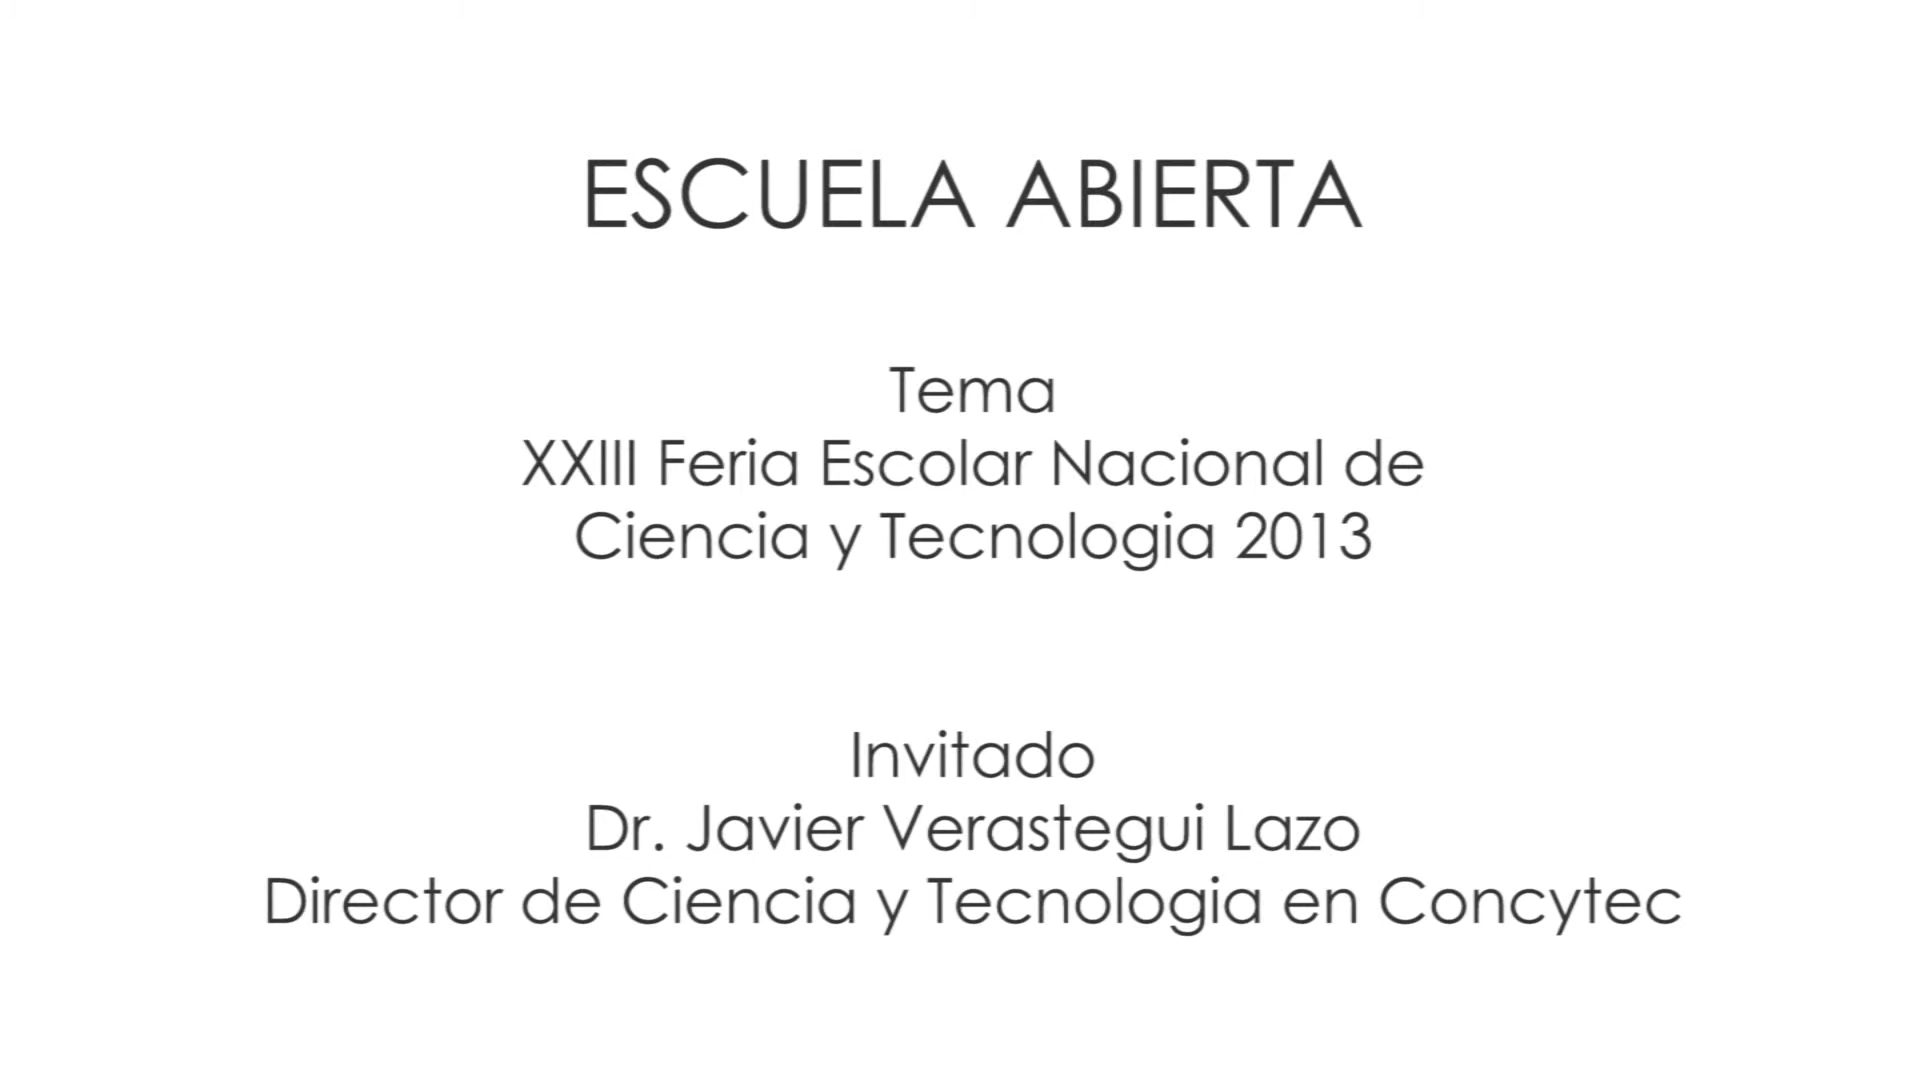 ESCUELA ABIERTA
Tema
XXIII Feria Escolar Nacional de
Ciencia y Tecnologia 2013
Invitado
Dr. Javier Verastegui Lazo
Director de Ciencia y Tecnologia en Concytec